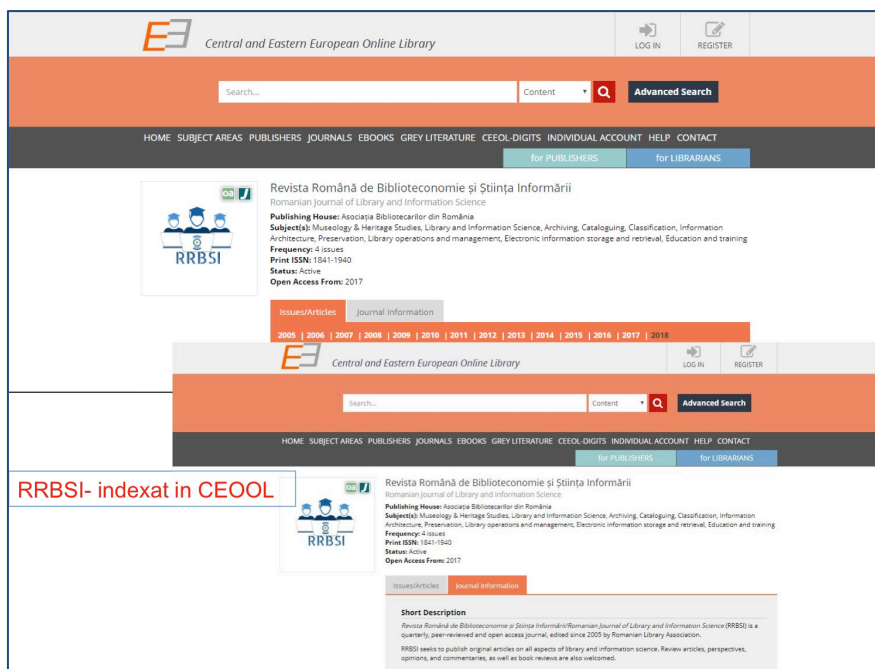 Central and Eastern European Online Library
LOG IN
REGISTER
Search...
Content
Advanced Search
HOME SUBJECT AREAS PUBLISHERS JOURNALS EBOOKS GREY LITERATURE CEEOL-DIGITS INDIVIDUAL ACCOUNT HELP CONTACT
for PUBLISHERS
for LIBRARIANS
oa
RRBSI
Revista Română de Biblioteconomie și Știința Informării
Romanian Journal of Library and Information Science
Publishing House: Asociația Bibliotecarilor din România
Subject(s): Museology & Heritage Studies, Library and Information Science, Archiving, Cataloguing, Classification, Information
Architecture, Preservation, Library operations and management, Electronic information storage and retrieval, Education and training
Frequency: 4 issues
Print ISSN: 1841-1940
Status: Active
Open Access From: 2017
Issues/Articles
Journal Information
2005 | 2006 | 2007 | 2008 | 2009 | 2010 | 2011 | 2012 | 2013 | 2014 | 2015 | 2016 | 2017 | 2018
Central and Eastern European Online Library
LOG IN
REGISTER
Search...
Content
Advanced Search
HOME SUBJECT AREAS PUBLISHERS JOURNALS EBOOKS GREY LITERATURE CEEOL-DIGITS INDIVIDUAL ACCOUNT HELP CONTACT
for PUBLISHERS
for LIBRARIANS
RRBSI- indexat in CEOOL
oa
RRBSI
Revista Română de Biblioteconomie și Știința Informării
Romanian Journal of Library and Information Science
Publishing House: Asociația Bibliotecarilor din România
Subject(s): Museology & Heritage Studies, Library and Information Science, Archiving, Cataloguing, Classification, Information
Architecture, Preservation, Library operations and management, Electronic information storage and retrieval, Education and training
Frequency: 4 issues
Print ISSN: 1841-1940
Status: Active
Open Access From: 2017
Issues/Articles
Journal Information
Short Description
Revista Română de Biblioteconomie și Știința Informării/Romanian Journal of Library and Information Science (RRBSI) is a
quarterly, peer-reviewed and open access journal, edited since 2005 by Romanian Library Association.
RRBSI seeks to publish original articles on all aspects of library and information science. Review articles, perspectives,
opinions, and commentaries, as well as book reviews are also welcomed.